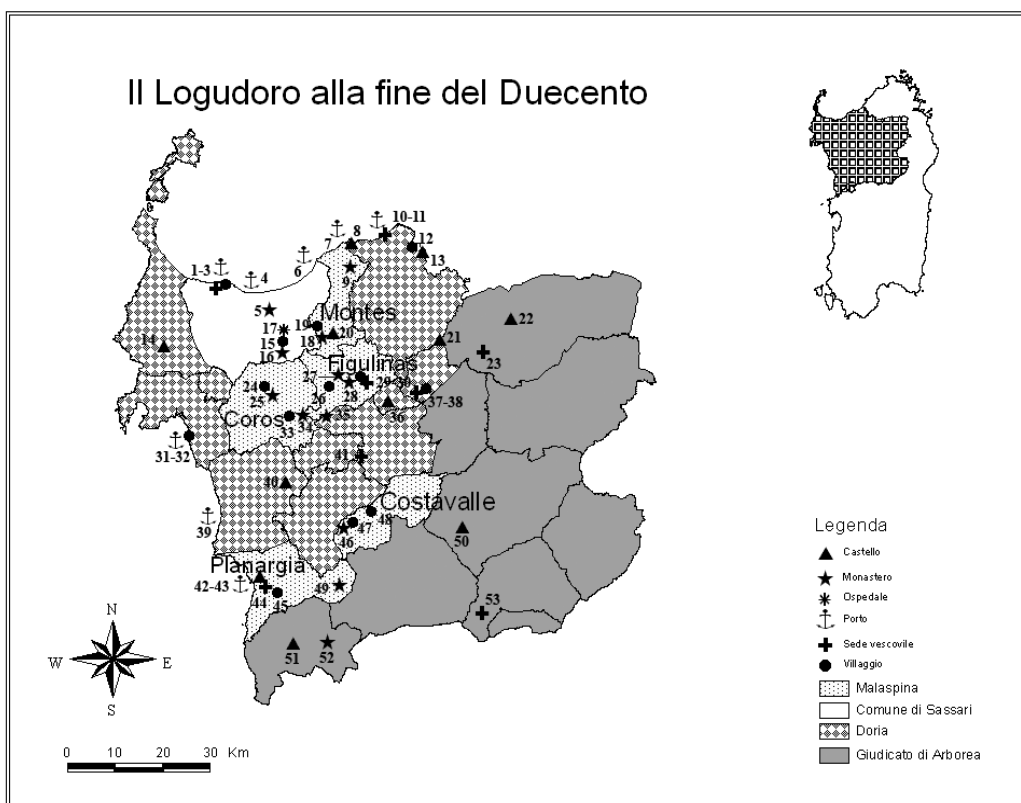 Il Logudoro alla fine del Duecento
10-11
7
8
12
13
1-3
4
6
9
5
Montes
22
17
19
20
21
14
15
18
16
23
Figulinas
27
24
29-30
25
26
28
37-38
Coros
36
33
34
35
31-32
41
40
Costavalle
48
47
39
46
50
Planargia
42-43
49
44
45
53
51
52
N
W
E
S
0 10 20 30 Km
Legenda
Castello
Monastero
Ospedale
Porto
Sede vescovile
Villaggio
Malaspina
Comune di Sassari
Doria
Giudicato di Arborea